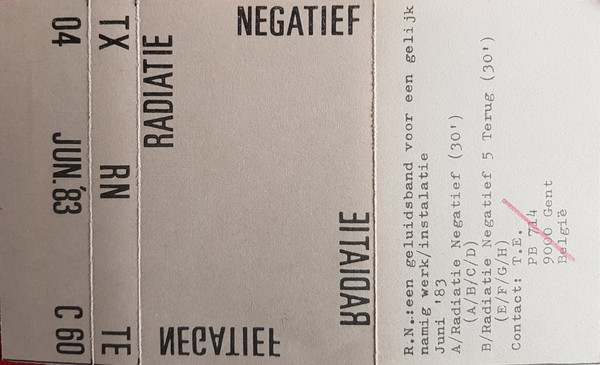 04 JUN.'83 C 60
TX RN TE
RADIATIE
NEGATIEF
RADIATIE
NEGATIEF
R.N.:een geluidsband voor een gelijk
namig werk/instalatie
Juni '83
A/Radiatie Negatief (30')
(A/B/C/D)
B/Radiatie Negatief 5 Terug (30')
(E/F/G/H)
Contact: T.E.
PB 714
9000 Gent
België